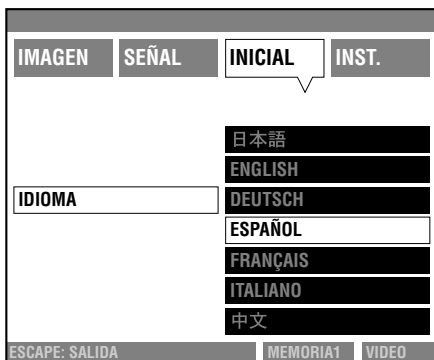 IMAGEN SEÑAL INICIAL INST.
日本語
ENGLISH
IDIOMA DEUTSCH
ESPAÑOL
FRANÇAIS
ITALIANO
中文
ESCAPE: SALIDA MEMORIA1 VIDEO